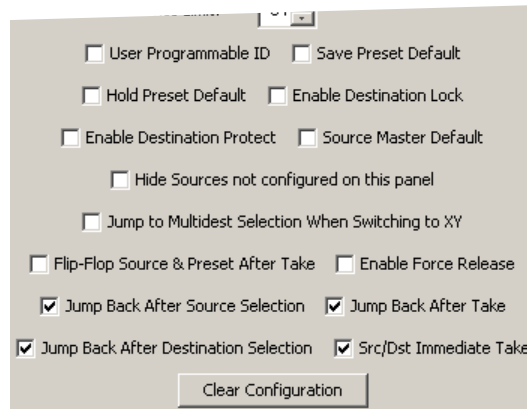 User Programmable ID Save Preset Default
Hold Preset Default Enable Destination Lock
Enable Destination Protect Source Master Default
Hide Sources not configured on this panel
Jump to Multidest Selection When Switching to XY
Flip-Flop Source & Preset After Take Enable Force Release
Jump Back After Source Selection Jump Back After Take
Jump Back After Destination Selection Src/Dst Immediate Take
Clear Configuration